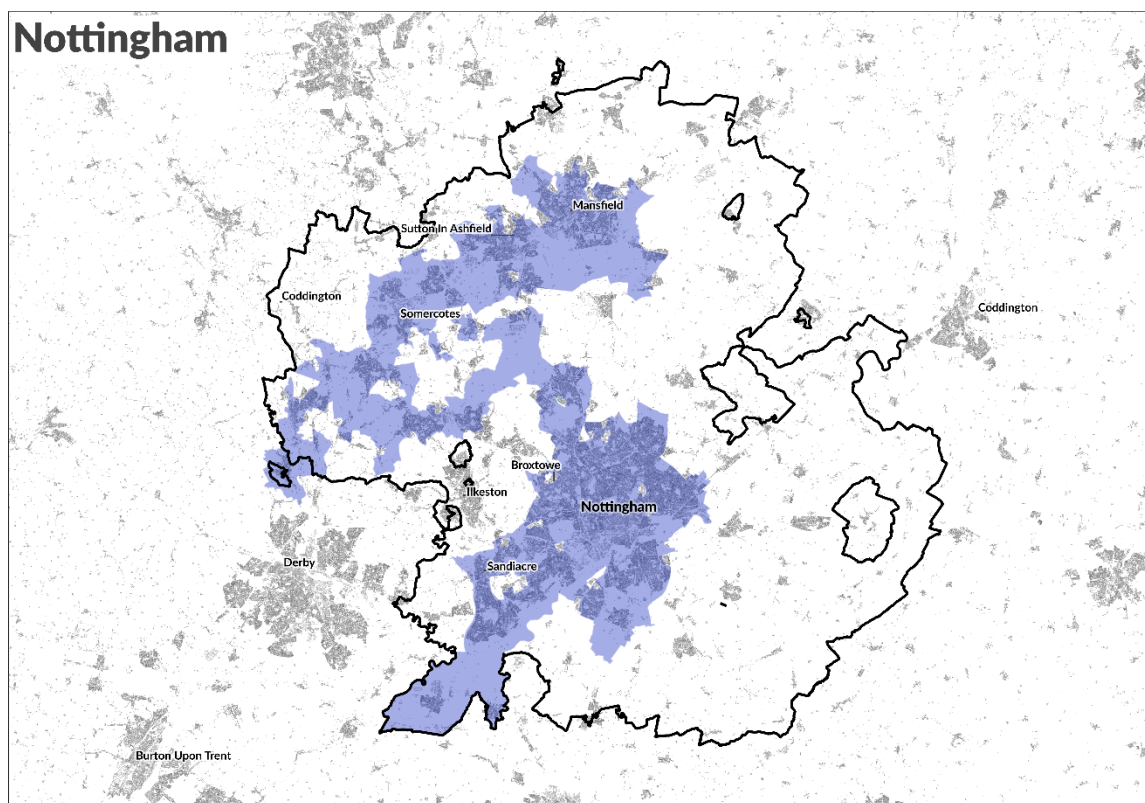 Nottingham
Mansfield
Sutton In Ashfield
Coddington
Coddington
Somercotes
Broxtowe
Ilkeston
Nottingham
Derby
Sandiacre
Burton Upon Trent